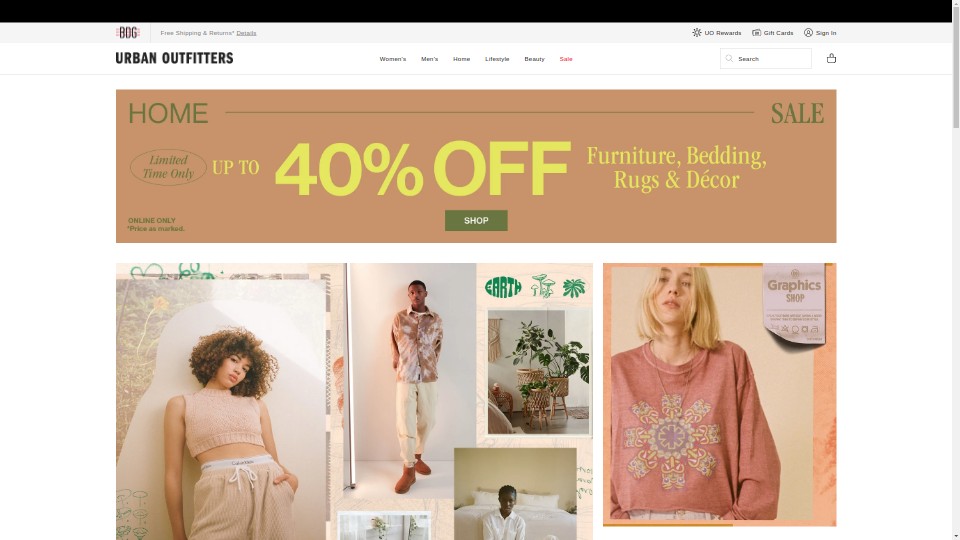 BDG
Free Shipping & Returns* Details
UO Rewards
Gift Cards
Sign In
URBAN OUTFITTERS
Women's
Men's
Home
Lifestyle
Beauty
Sale
Search
HOME
SALE
Limited
Time Only
UP TO
40% OFF
Furniture, Bedding,
Rugs & Décor
ONLINE ONLY
*Price as marked.
SHOP
EARTH
Graphics
SHOP